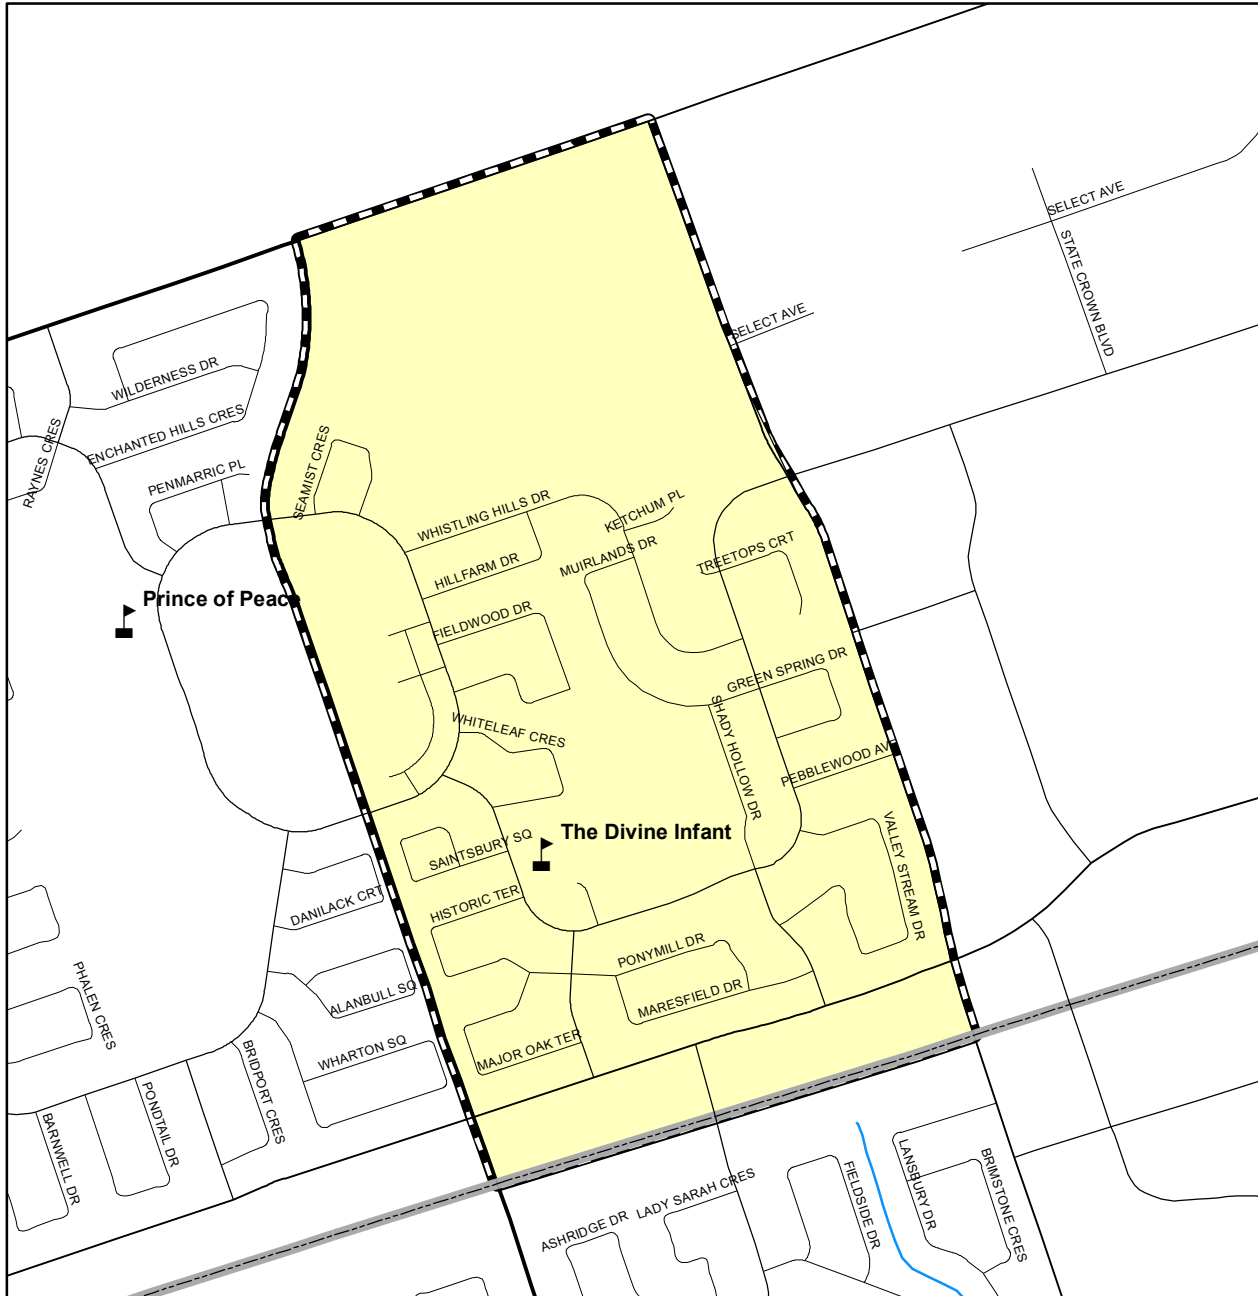 SELECT AVE
STATE CROWN BLVD
SELECT AVE
WILDERNESS DR
ENCHANTED HILLS CRES
RAYNES CRES
PENMARRIC PL
SEAMIST CRES
WHISTLING HILLS DR
KETCHUM PL
HILLFARM DR
MUIRLANDS DR
TREETOPS CRT
Prince of Peace
FIELDWOOD DR
GREEN SPRING DR
WHITELEAF CRES
SHADY HOLLOW DR
PEBBLEWOOD AV
The Divine Infant
SAINTSBURY SQ
VALLEY STREAM DR
DANILACK CRT
HISTORIC TER
PONYMILL DR
PHALEN CRES
ALANBULL SQ
MARESFIELD DR
WHARTON SQ
MAJOR OAK TER
BRIDPORT CRES
PONDTAIL DR
BARNWELL DR
LADY SARAH CRES
ASHRIDGE DR
FIELDSIDE DR
LANSBURY DR
BRIMSTONE CRES